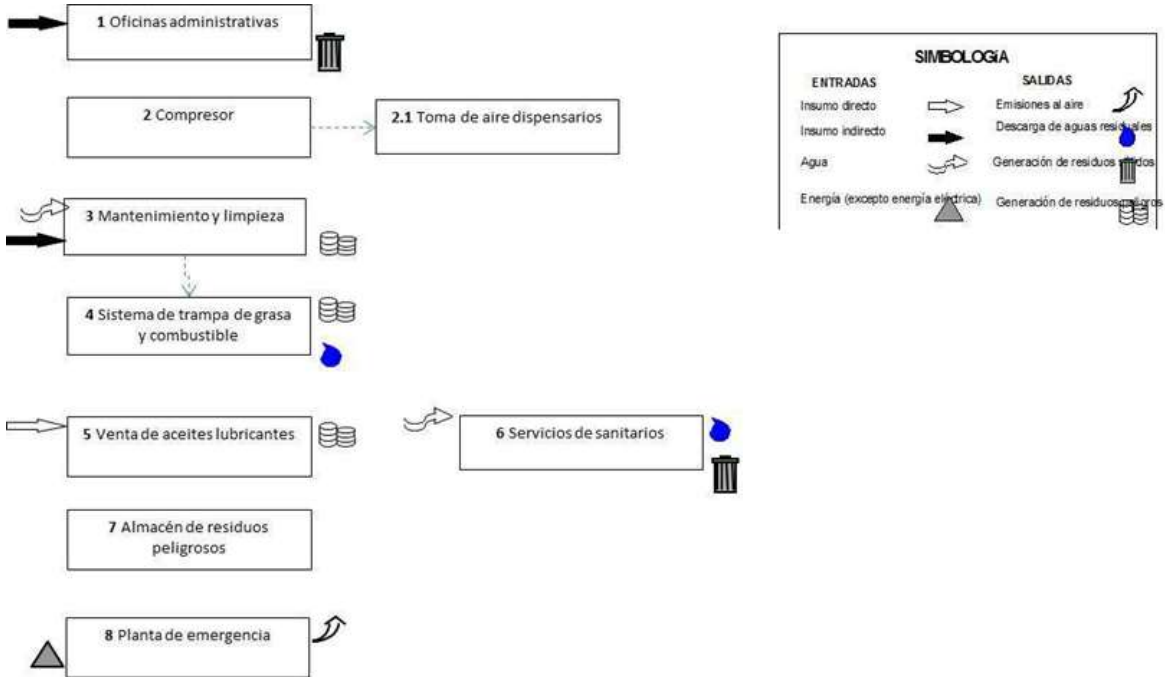 1 Oficinas administrativas
2 Compresor
2.1 Toma de aire dispensarios
3 Mantenimiento y limpieza
4 Sistema de trampa de grasa
y combustible
5 Venta de aceites lubricantes
6 Servicios de sanitarios
7 Almacén de residuos
peligrosos
8 Planta de emergencia
SIMBOLOGíA
ENTRADAS
Insumo directo
Insumo indirecto
Agua
Energía (excepto energía eléctrica)
SALIDAS
Emisiones al aire
Descarga de aguas residuales
Generación de residuos sólidos
Generación de residuos peligros